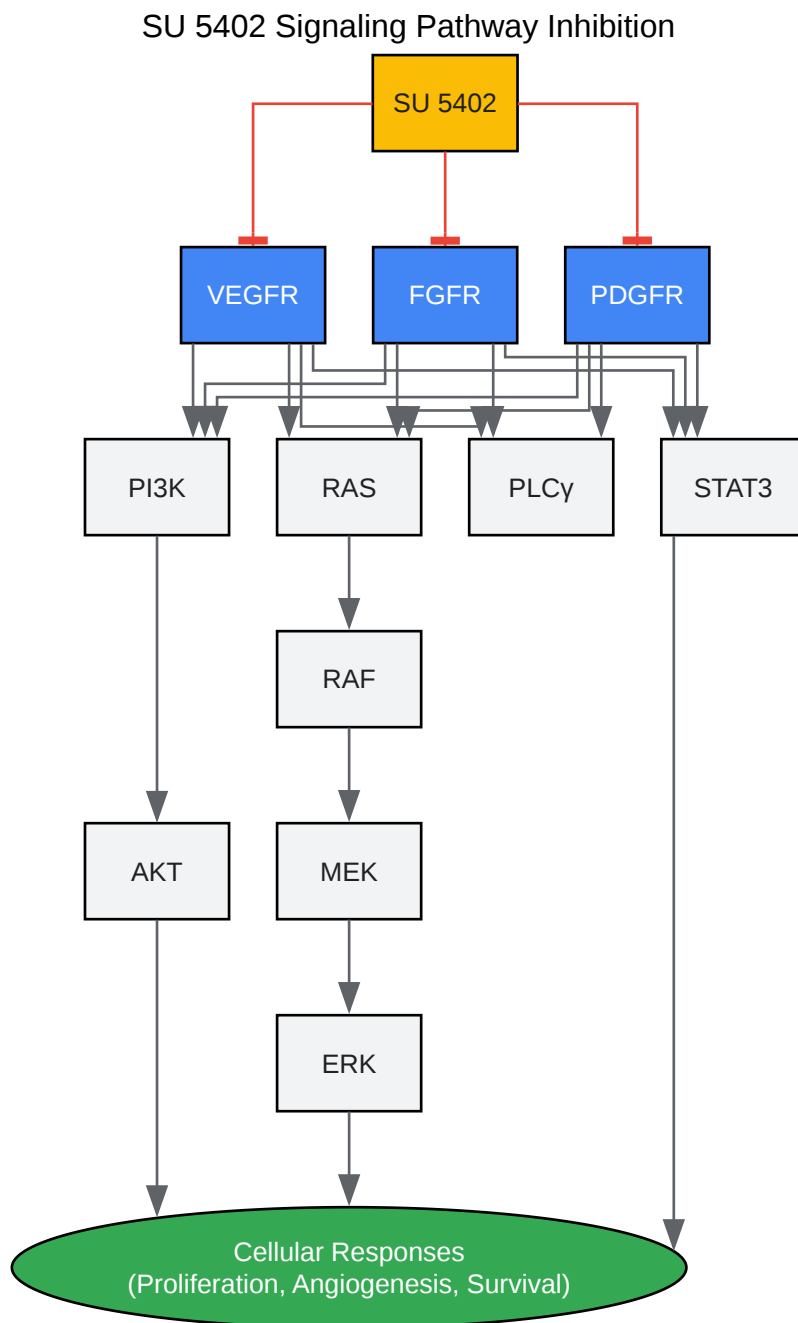 SU 5402 Signaling Pathway Inhibition
SU 5402
VEGFR
FGFR
PDGFR
PI3K
RAS
PLCγ
STAT3
RAF
AKT
MEK
ERK
Cellular Responses
(Proliferation, Angiogenesis, Survival)